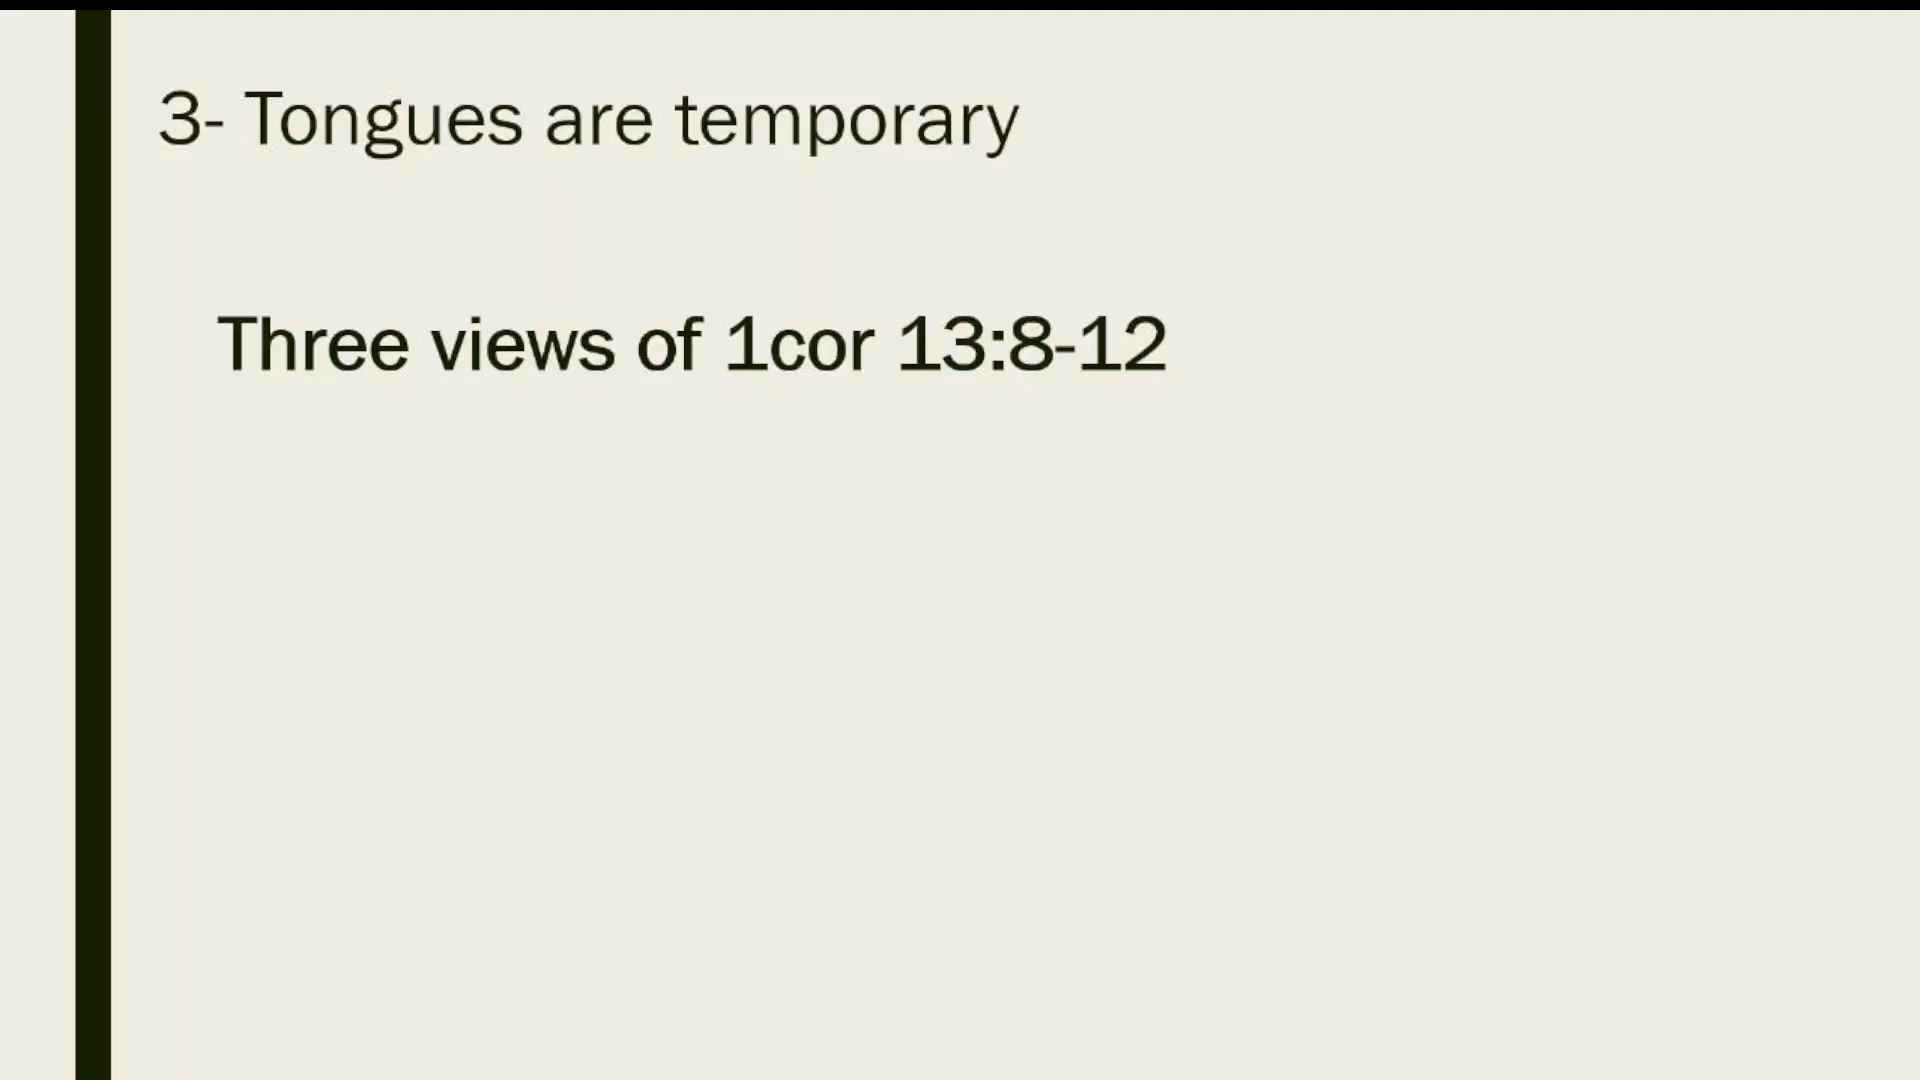 3- Tongues are temporary
Three views of 1cor 13:8-12